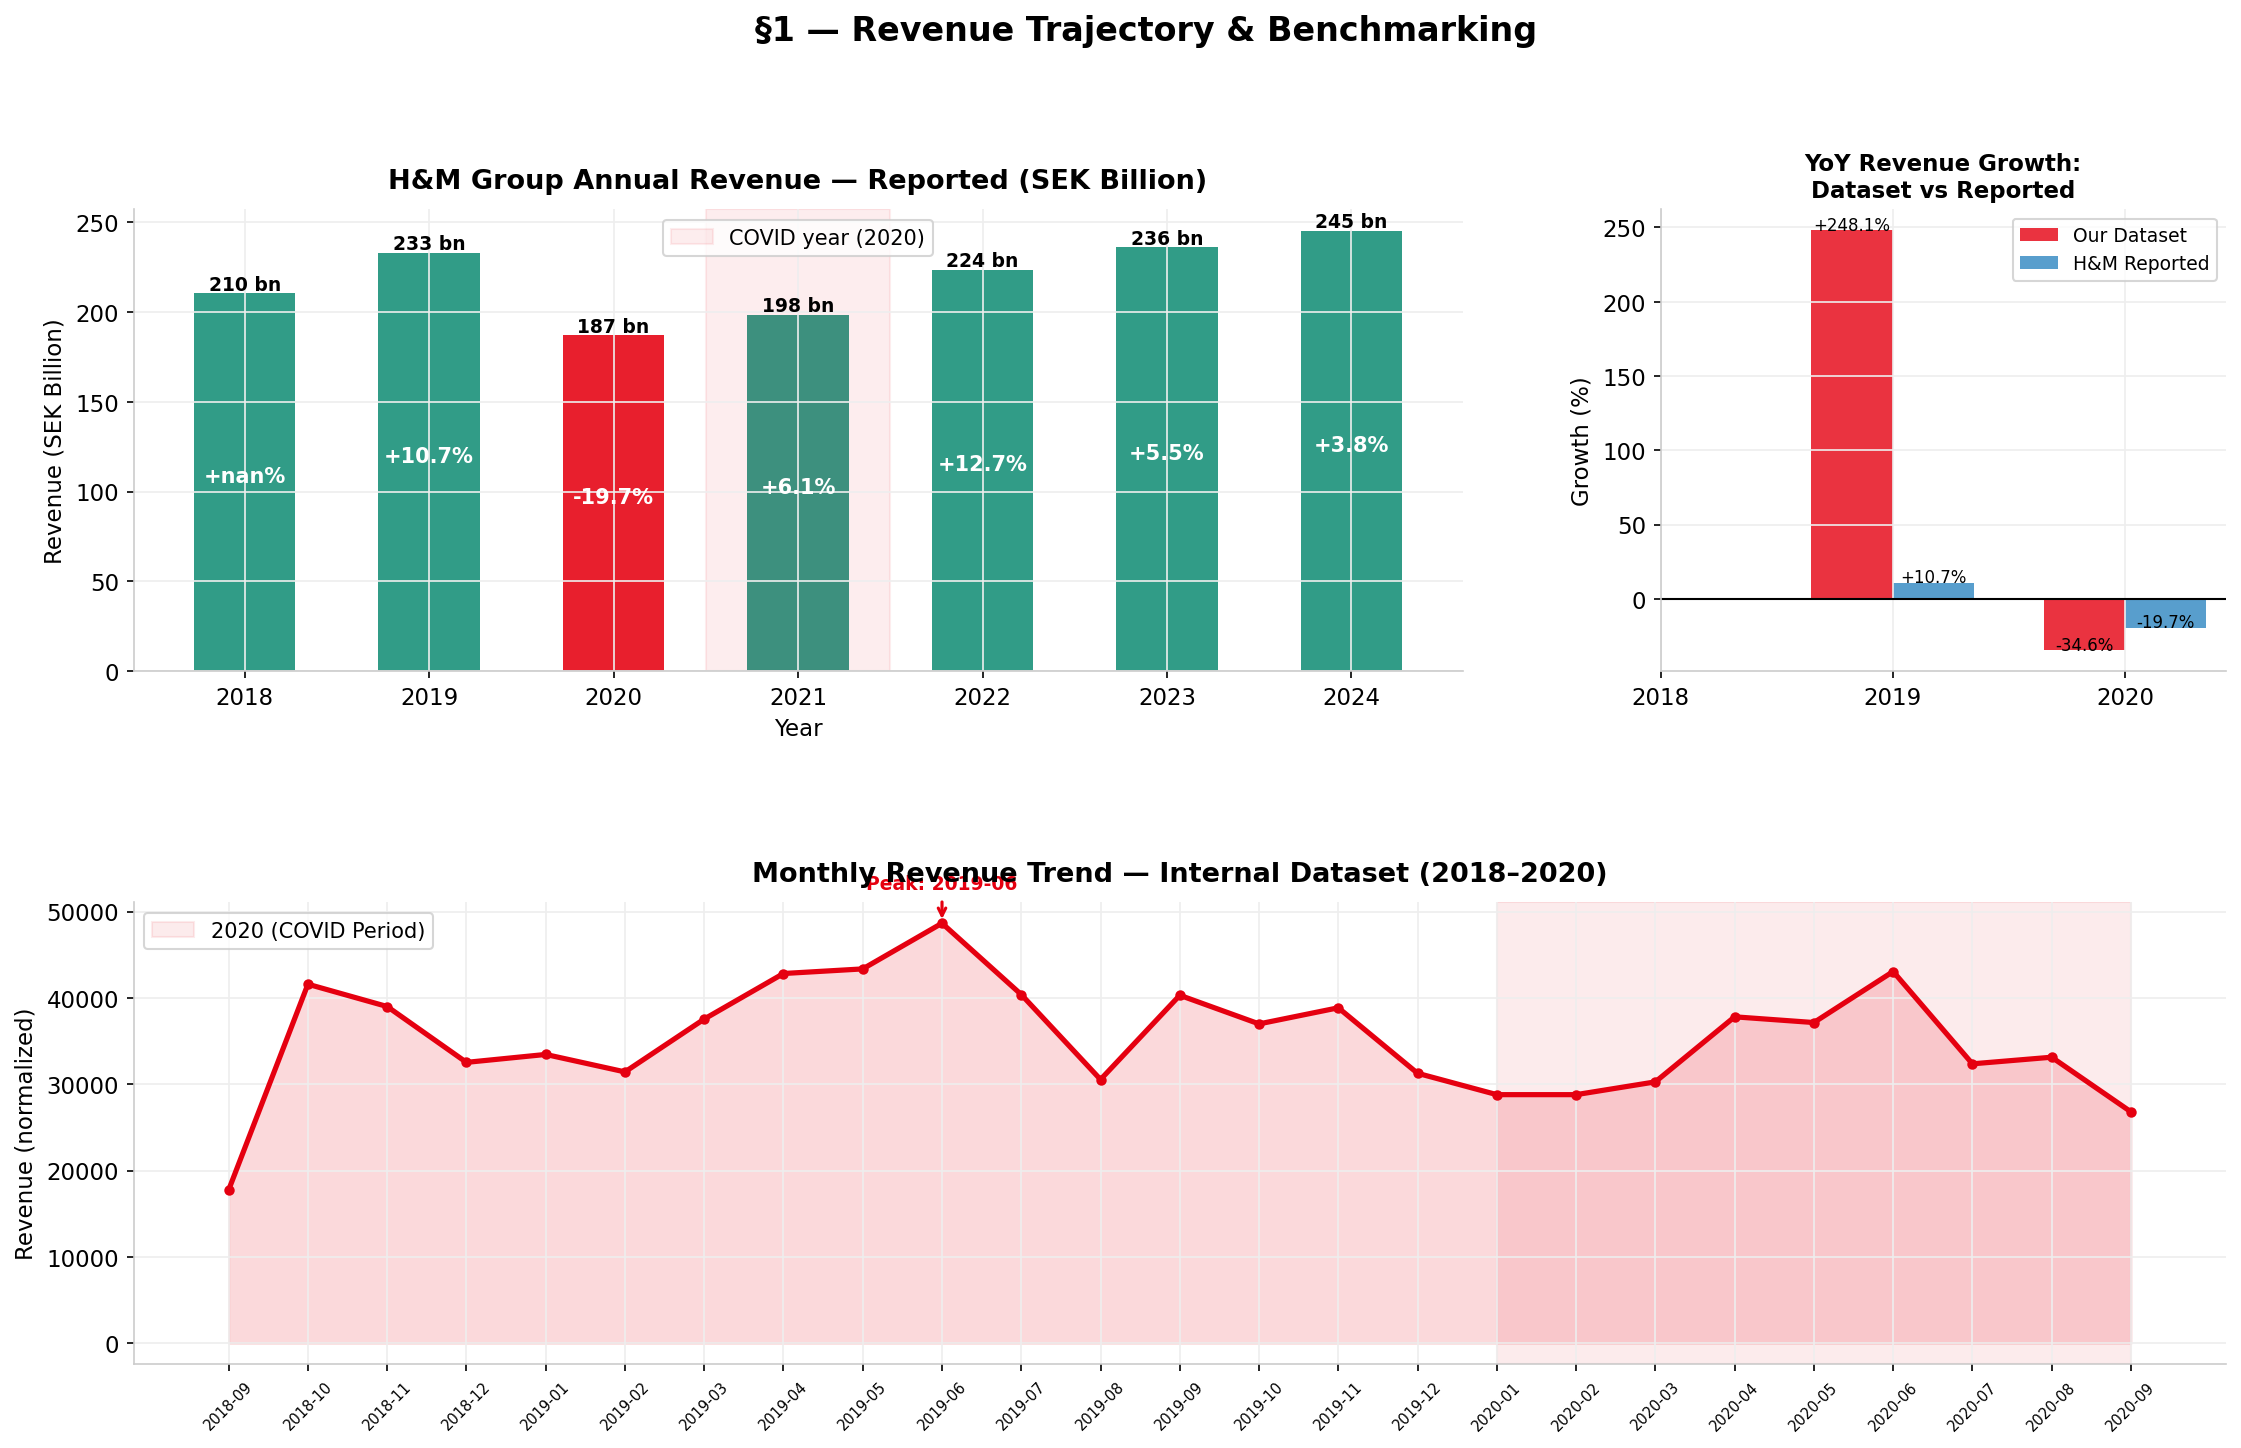 §1 — Revenue Trajectory & Benchmarking
H&M Group Annual Revenue — Reported (SEK Billion)
Revenue (SEK Billion)
250
200
150
100
50
0
COVID year (2020)
210 bn
233 bn
187 bn
198 bn
224 bn
236 bn
245 bn
+nan%
+10.7%
-19.7%
+6.1%
+12.7%
+5.5%
+3.8%
2018
2019
2020
2021
2022
2023
2024
Year
YoY Revenue Growth:
Dataset vs Reported
Growth (%)
250
200
150
100
50
0
Our Dataset
H&M Reported
+248.1%
+10.7%
-34.6%
-19.7%
2018
2019
2020
Monthly Revenue Trend — Internal Dataset (2018–2020)
Peak: 2019-06
2020 (COVID Period)
Revenue (normalized)
50000
40000
30000
20000
10000
0
2018-09
2018-10
2018-11
2018-12
2019-01
2019-02
2019-03
2019-04
2019-05
2019-06
2019-07
2019-08
2019-09
2019-10
2019-11
2019-12
2020-01
2020-02
2020-03
2020-04
2020-05
2020-06
2020-07
2020-08
2020-09